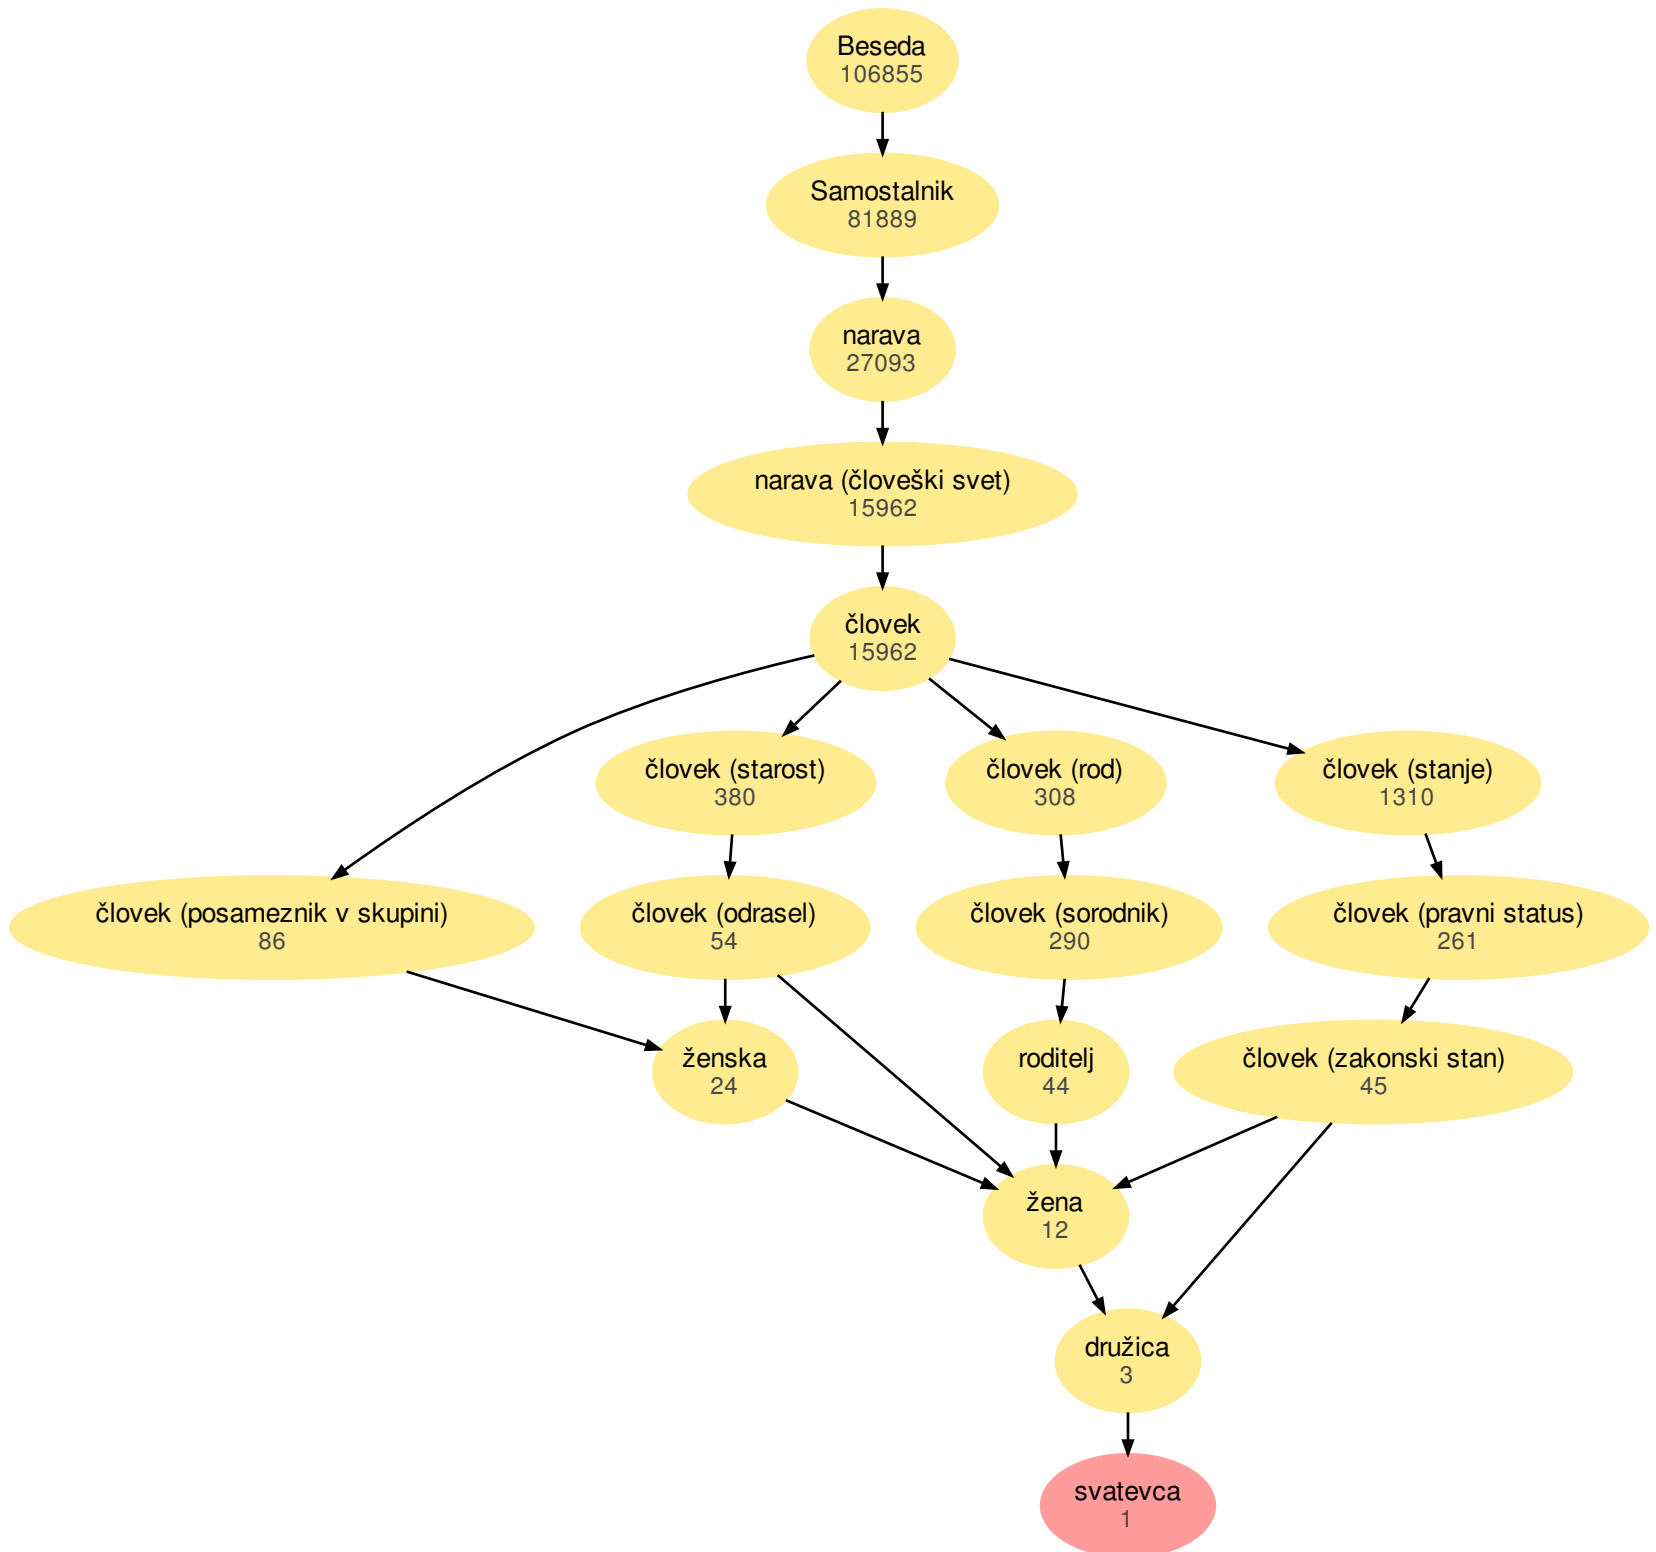 Beseda
106855
Samostalnik
81889
narava
27093
narava (človeški svet)
15962
človek
15962
človek (starost)
380
človek (rod)
308
človek (stanje)
1310
človek (posameznik v skupini)
86
človek (odrasel)
54
človek (sorodnik)
290
človek (pravni status)
261
ženska
24
roditelj
44
človek (zakonski stan)
45
žena
12
družica
3
svatevca
1